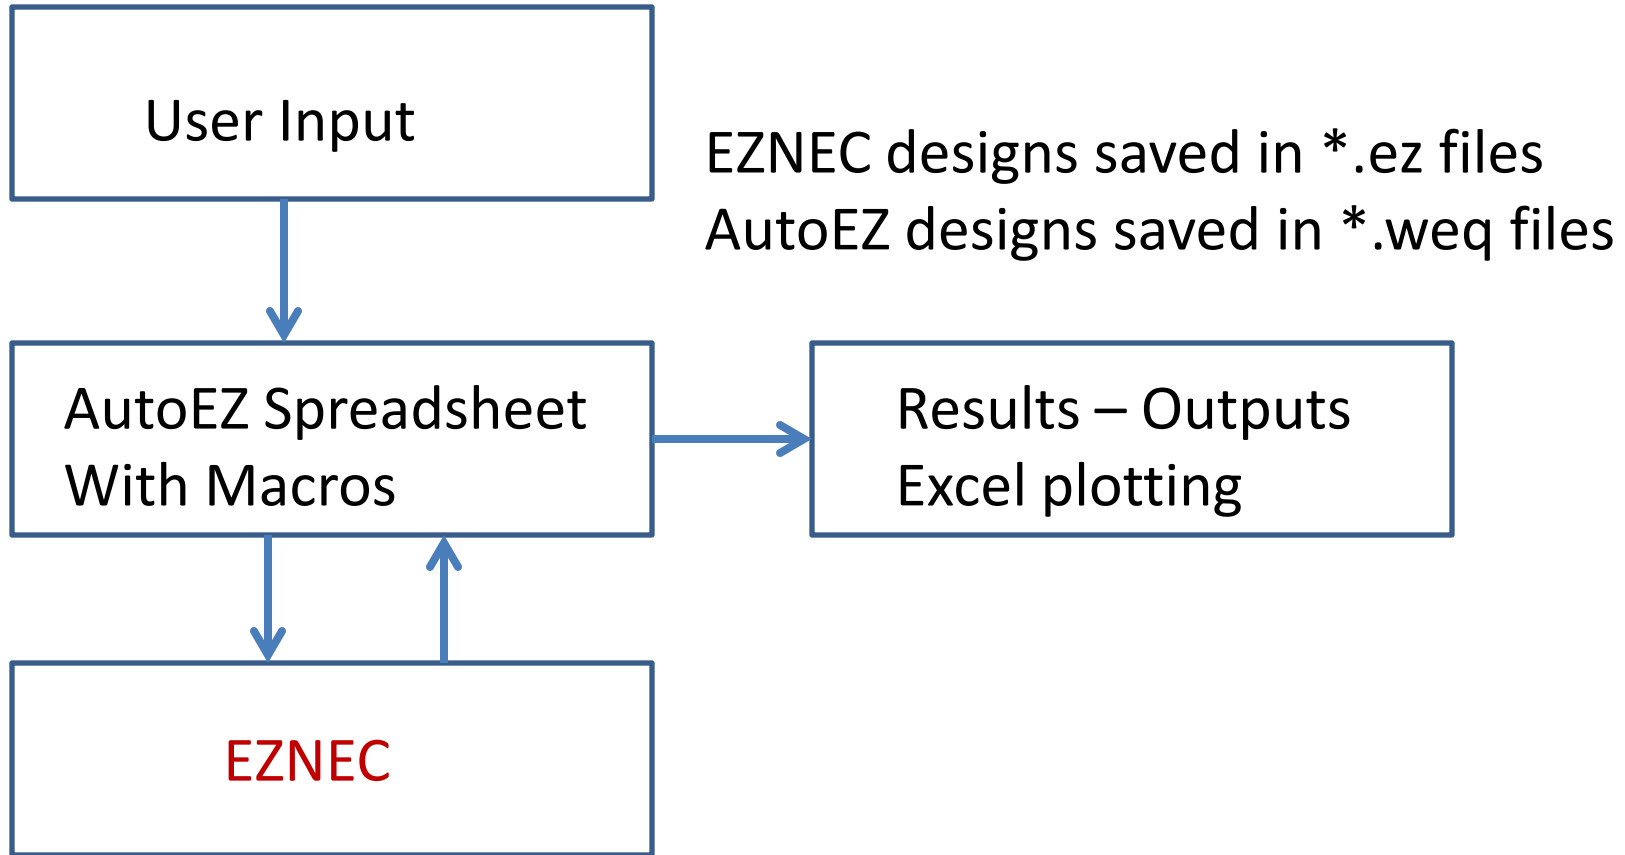 User Input
EZNEC designs saved in *.ez files
AutoEZ designs saved in *.weq files
AutoEZ Spreadsheet
With Macros
Results – Outputs
Excel plotting
EZNEC